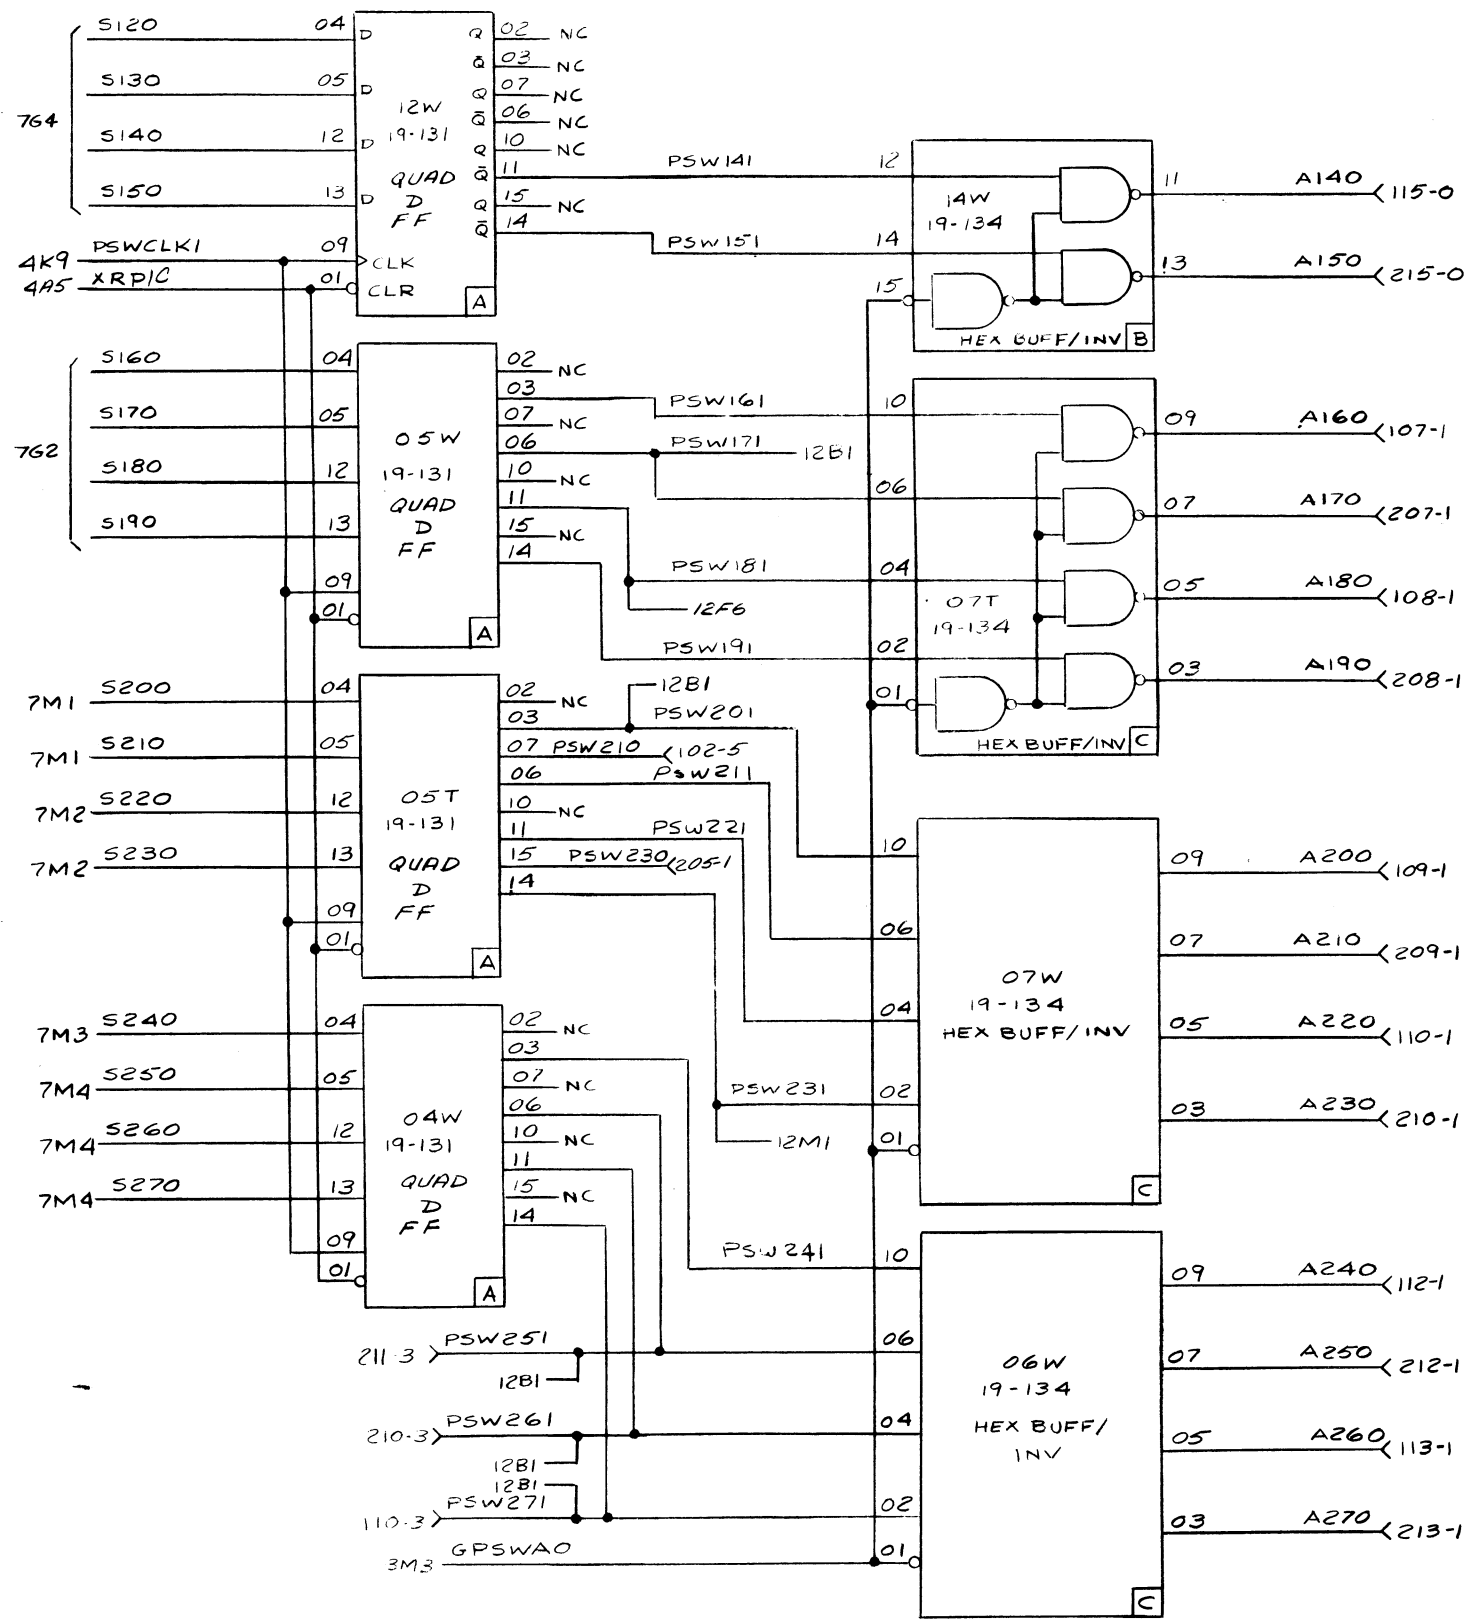 7G4
S120 04 D
S130 05 D
S140 12 D
S150 13 D
4K9 PSWCLK1 09 CLK
4A5 XRPIC 01 CLR
12W
19-131
QUAD
D
FF
A
Q 02 NC
Q̄ 03 NC
Q 07 NC
Q̄ 06 NC
Q 10 NC
Q̄ 11 PSW141 12
Q 15 NC
Q̄ 14 PSW151 14
15
14W
19-134
HEX BUFF/INV B
11 A140 115-0
13 A150 215-0
7G2
S160 04
S170 05
S180 12
S190 13
09
01
05W
19-131
QUAD
D
FF
A
02 NC
03 PSW161 10
07 NC
06 PSW171 12B1
06
10 NC
11 PSW181 04
12F6
15 NC
14 PSW191 02
01
07T
19-134
HEX BUFF/INV C
09 A160 107-1
07 A170 207-1
05 A180 108-1
03 A190 208-1
7M1 S200 04
7M1 S210 05
7M2 S220 12
7M2 S230 13
09
01
05T
19-131
QUAD
D
FF
A
02 NC
12B1
03 PSW201 10
07 PSW210 102-5
06 PSW211 06
10 NC
11 PSW221 04
15 PSW230 205-1
14 PSW231 02
12M1
01
07W
19-134
HEX BUFF/INV
C
09 A200 109-1
07 A210 209-1
05 A220 110-1
03 A230 210-1
7M3 S240 04
7M4 S250 05
7M4 S260 12
7M4 S270 13
09
01
04W
19-131
QUAD
D
FF
A
02 NC
03 PSW241 10
07 NC
06
10 NC
11
15 NC
14
211-3 PSW251 06
12B1
210-3 PSW261 04
12B1
12B1
110-3 PSW271 02
3M3 GPSWA0 01
06W
19-134
HEX BUFF/
INV
C
09 A240 112-1
07 A250 212-1
05 A260 113-1
03 A270 213-1